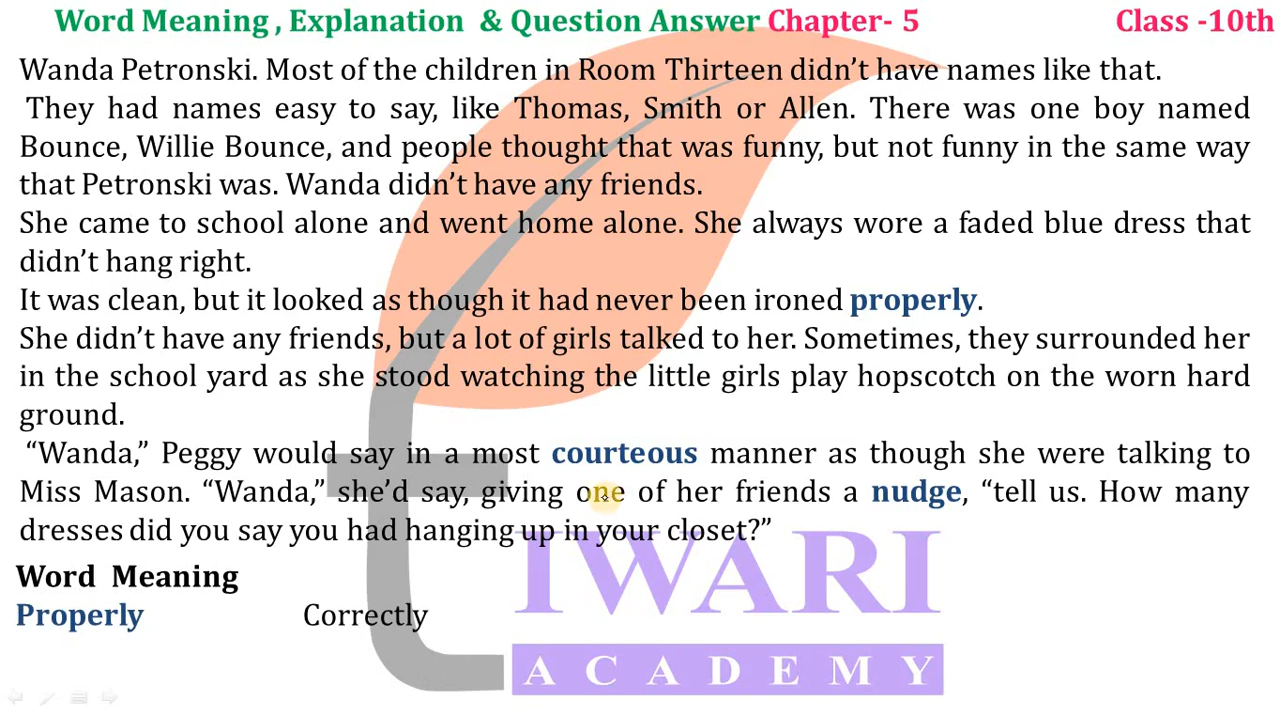 Word Meaning , Explanation & Question Answer Chapter- 5 Class -10th
Wanda Petronski. Most of the children in Room Thirteen didn’t have names like that.
They had names easy to say, like Thomas, Smith or Allen. There was one boy named
Bounce, Willie Bounce, and people thought that was funny, but not funny in the same way
that Petronski was. Wanda didn’t have any friends.
She came to school alone and went home alone. She always wore a faded blue dress that
didn’t hang right.
It was clean, but it looked as though it had never been ironed properly.
She didn’t have any friends, but a lot of girls talked to her. Sometimes, they surrounded her
in the school yard as she stood watching the little girls play hopscotch on the worn hard
ground.
“Wanda,” Peggy would say in a most courteous manner as though she were talking to
Miss Mason. “Wanda,” she’d say, giving one of her friends a nudge, “tell us. How many
dresses did you say you had hanging up in your closet?”
Word Meaning
Properly Correctly
TIWARI
ACADEMY